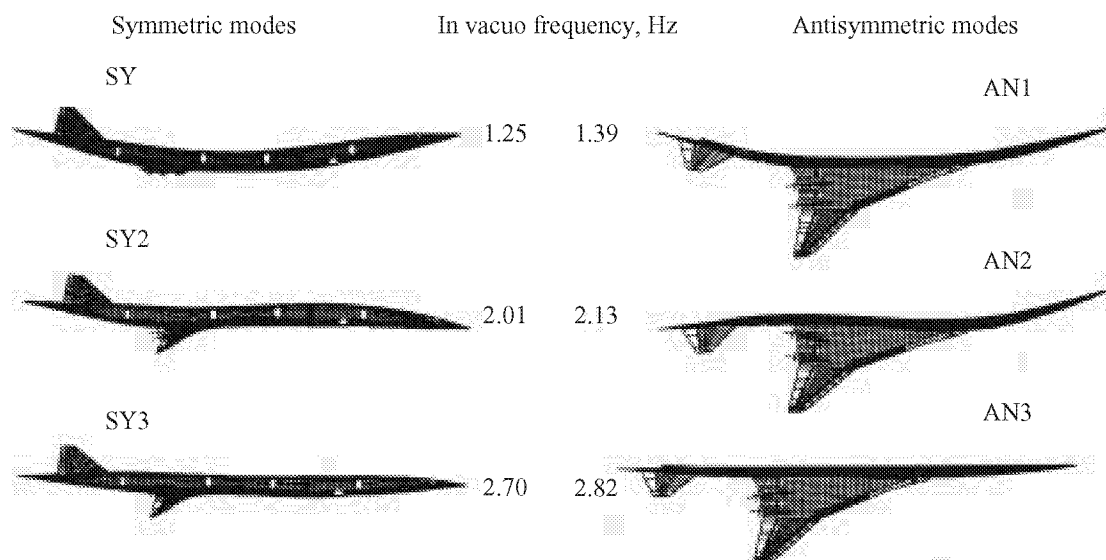 Symmetric modes In vacuo frequency, Hz Antisymmetric modes
SY AN1
1.25 1.39
SY2 AN2
2.01 2.13
SY3 AN3
2.70 2.82